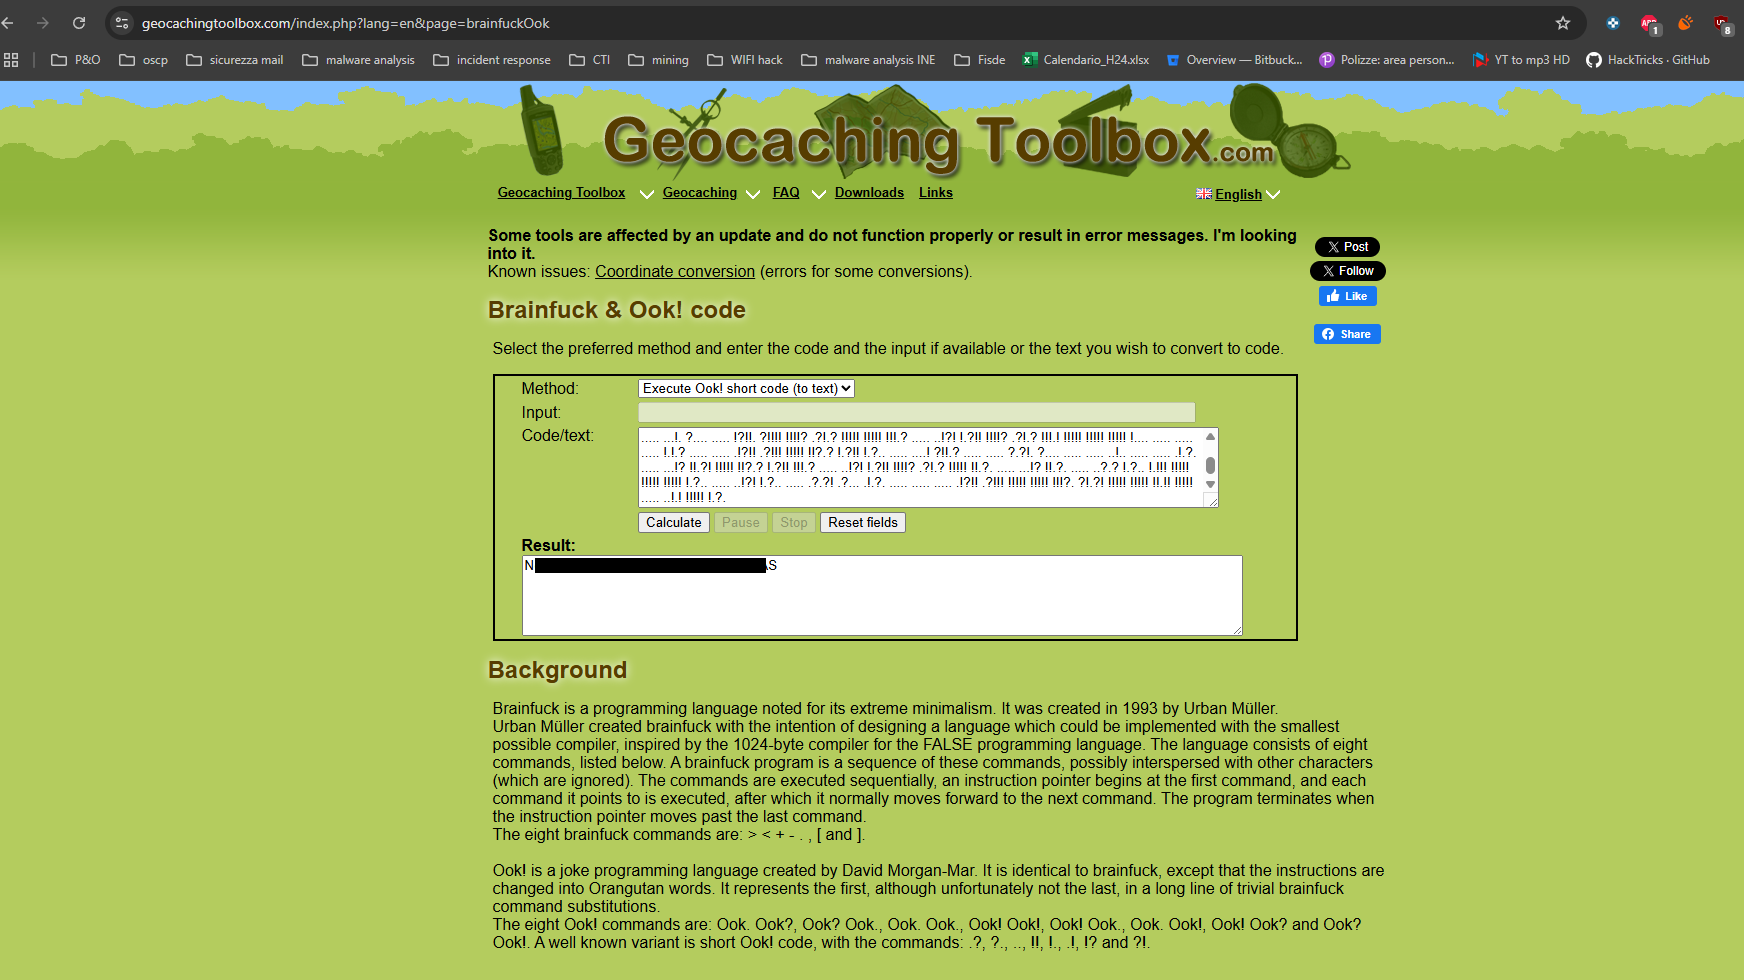 geocachingtoolbox.com/index.php?lang=en&page=brainfuckOok
1
8
P&O oscp sicurezza mail malware analysis incident response CTI mining WIFI hack malware analysis INE Fisde Calendario_H24.xlsx Overview — Bitbuck... Polizze: area person... YT to mp3 HD HackTricks · GitHub
Geocaching Toolbox.com
Geocaching Toolbox Geocaching FAQ Downloads Links English
Some tools are affected by an update and do not function properly or result in error messages. I'm looking
into it.
Known issues: Coordinate conversion (errors for some conversions).
Post
Follow
Like
Share
Brainfuck & Ook! code
Select the preferred method and enter the code and the input if available or the text you wish to convert to code.
Method: Execute Ook! short code (to text)
Input:
Code/text:
Calculate Pause Stop Reset fields
Result:
N
S
Background
Brainfuck is a programming language noted for its extreme minimalism. It was created in 1993 by Urban Müller.
Urban Müller created brainfuck with the intention of designing a language which could be implemented with the smallest
possible compiler, inspired by the 1024-byte compiler for the FALSE programming language. The language consists of eight
commands, listed below. A brainfuck program is a sequence of these commands, possibly interspersed with other characters
(which are ignored). The commands are executed sequentially, an instruction pointer begins at the first command, and each
command it points to is executed, after which it normally moves forward to the next command. The program terminates when
the instruction pointer moves past the last command.
The eight brainfuck commands are: > < + - . , [ and ].
Ook! is a joke programming language created by David Morgan-Mar. It is identical to brainfuck, except that the instructions are
changed into Orangutan words. It represents the first, although unfortunately not the last, in a long line of trivial brainfuck
command substitutions.
The eight Ook! commands are: Ook. Ook?, Ook? Ook., Ook. Ook., Ook! Ook!, Ook! Ook., Ook. Ook!, Ook! Ook? and Ook?
Ook!. A well known variant is short Ook! code, with the commands: .?, ?., .., !!, !., .!, !? and ?!.